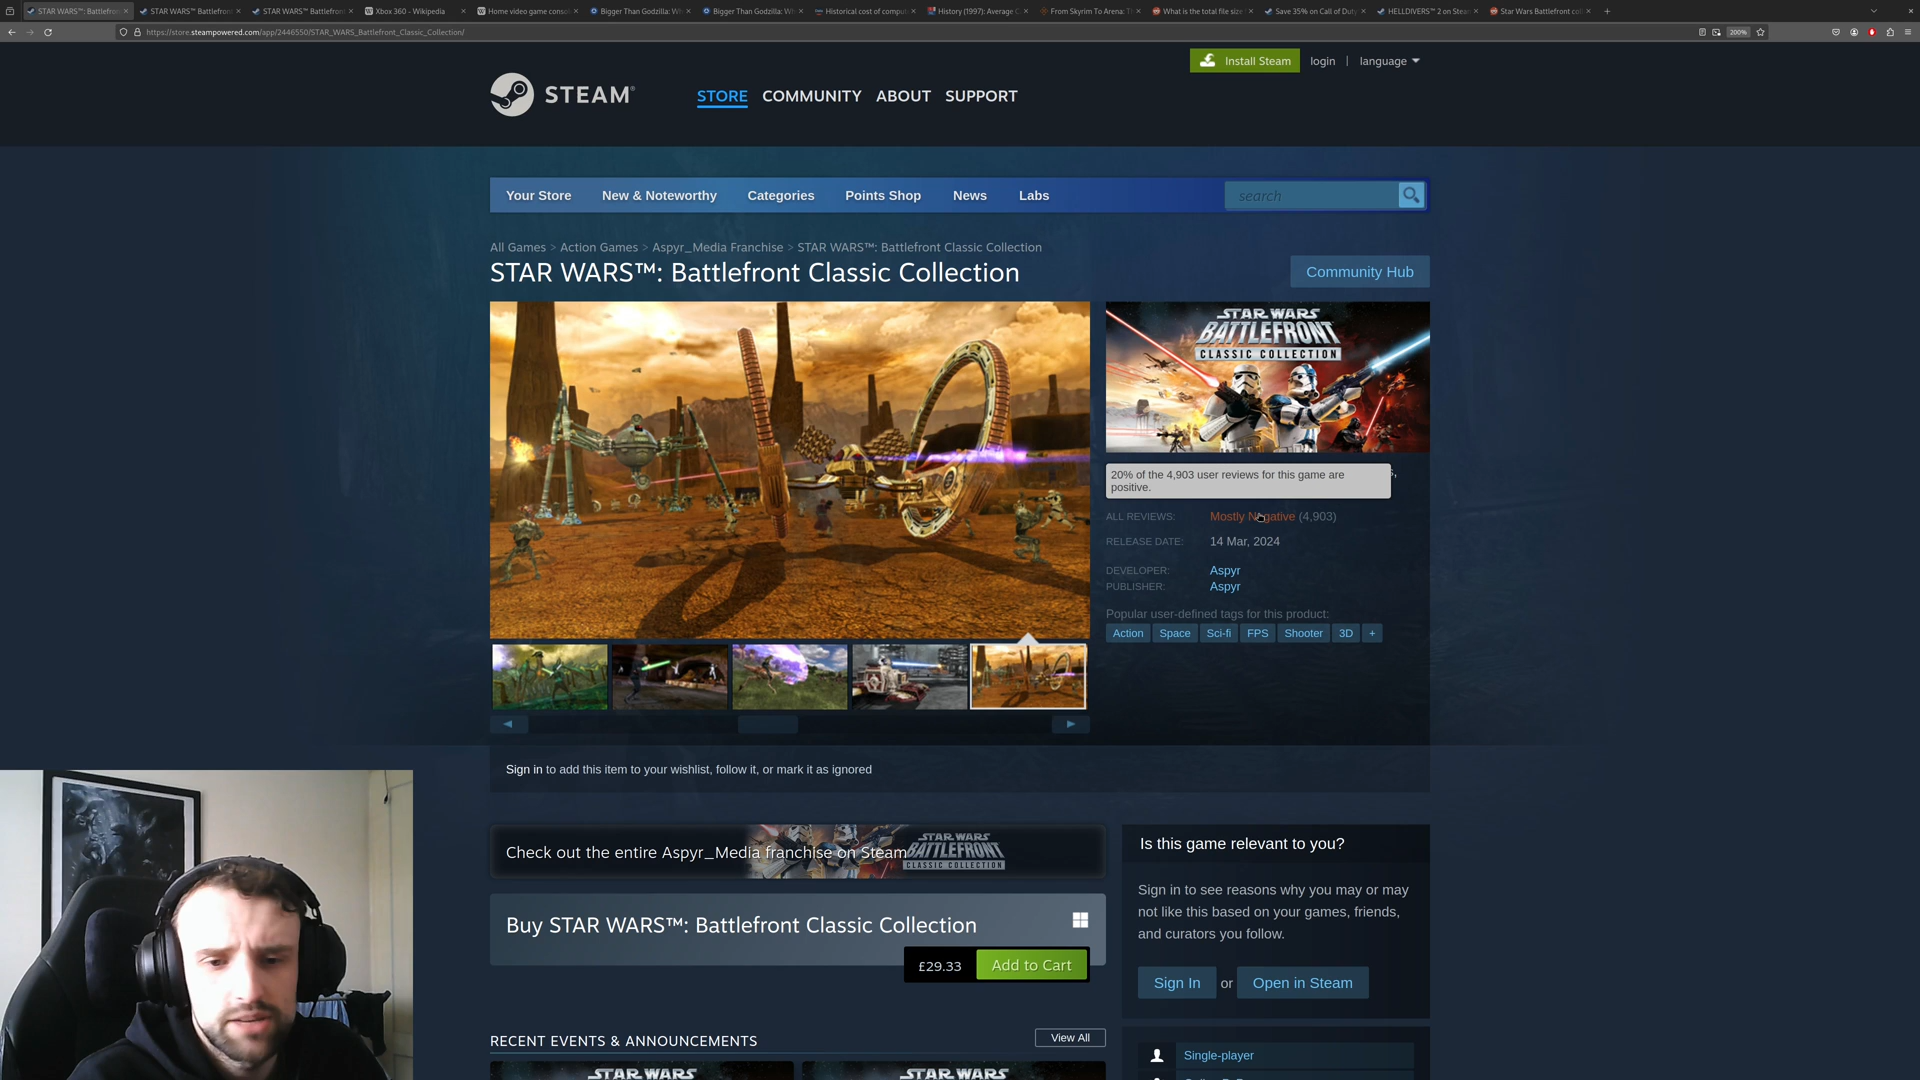 STAR WARS™: Battlefro
STAR WARS™ Battlefront
STAR WARS™ Battlefront
Xbox 360 - Wikipedia
Home video game conso
Bigger Than Godzilla: Wh
Bigger Than Godzilla: Wh
Historical cost of comput
History (1997): Average C
From Skyrim To Arena: Th
What is the total file size
Save 35% on Call of Duty
HELLDIVERS™ 2 on Steam
Star Wars Battlefront col
https://store.steampowered.com/app/2446550/STAR_WARS_Battlefront_Classic_Collection/
200%
Install Steam
login
language
STEAM®
STORE
COMMUNITY
ABOUT
SUPPORT
Your Store
New & Noteworthy
Categories
Points Shop
News
Labs
search
All Games > Action Games > Aspyr_Media Franchise > STAR WARS™: Battlefront Classic Collection
STAR WARS™: Battlefront Classic Collection
Community Hub
STAR WARS
BATTLEFRONT
CLASSIC COLLECTION
20% of the 4,903 user reviews for this game are
positive.
ALL REVIEWS: Mostly Negative (4,903)
RELEASE DATE: 14 Mar, 2024
DEVELOPER: Aspyr
PUBLISHER: Aspyr
Popular user-defined tags for this product:
Action
Space
Sci-fi
FPS
Shooter
3D
+
Sign in to add this item to your wishlist, follow it, or mark it as ignored
Check out the entire Aspyr_Media franchise on Steam
STAR WARS
BATTLEFRONT
CLASSIC COLLECTION
Buy STAR WARS™: Battlefront Classic Collection
£29.33
Add to Cart
Is this game relevant to you?
Sign in to see reasons why you may or may
not like this based on your games, friends,
and curators you follow.
Sign In or Open in Steam
RECENT EVENTS & ANNOUNCEMENTS
View All
STAR WARS
STAR WARS
Single-player